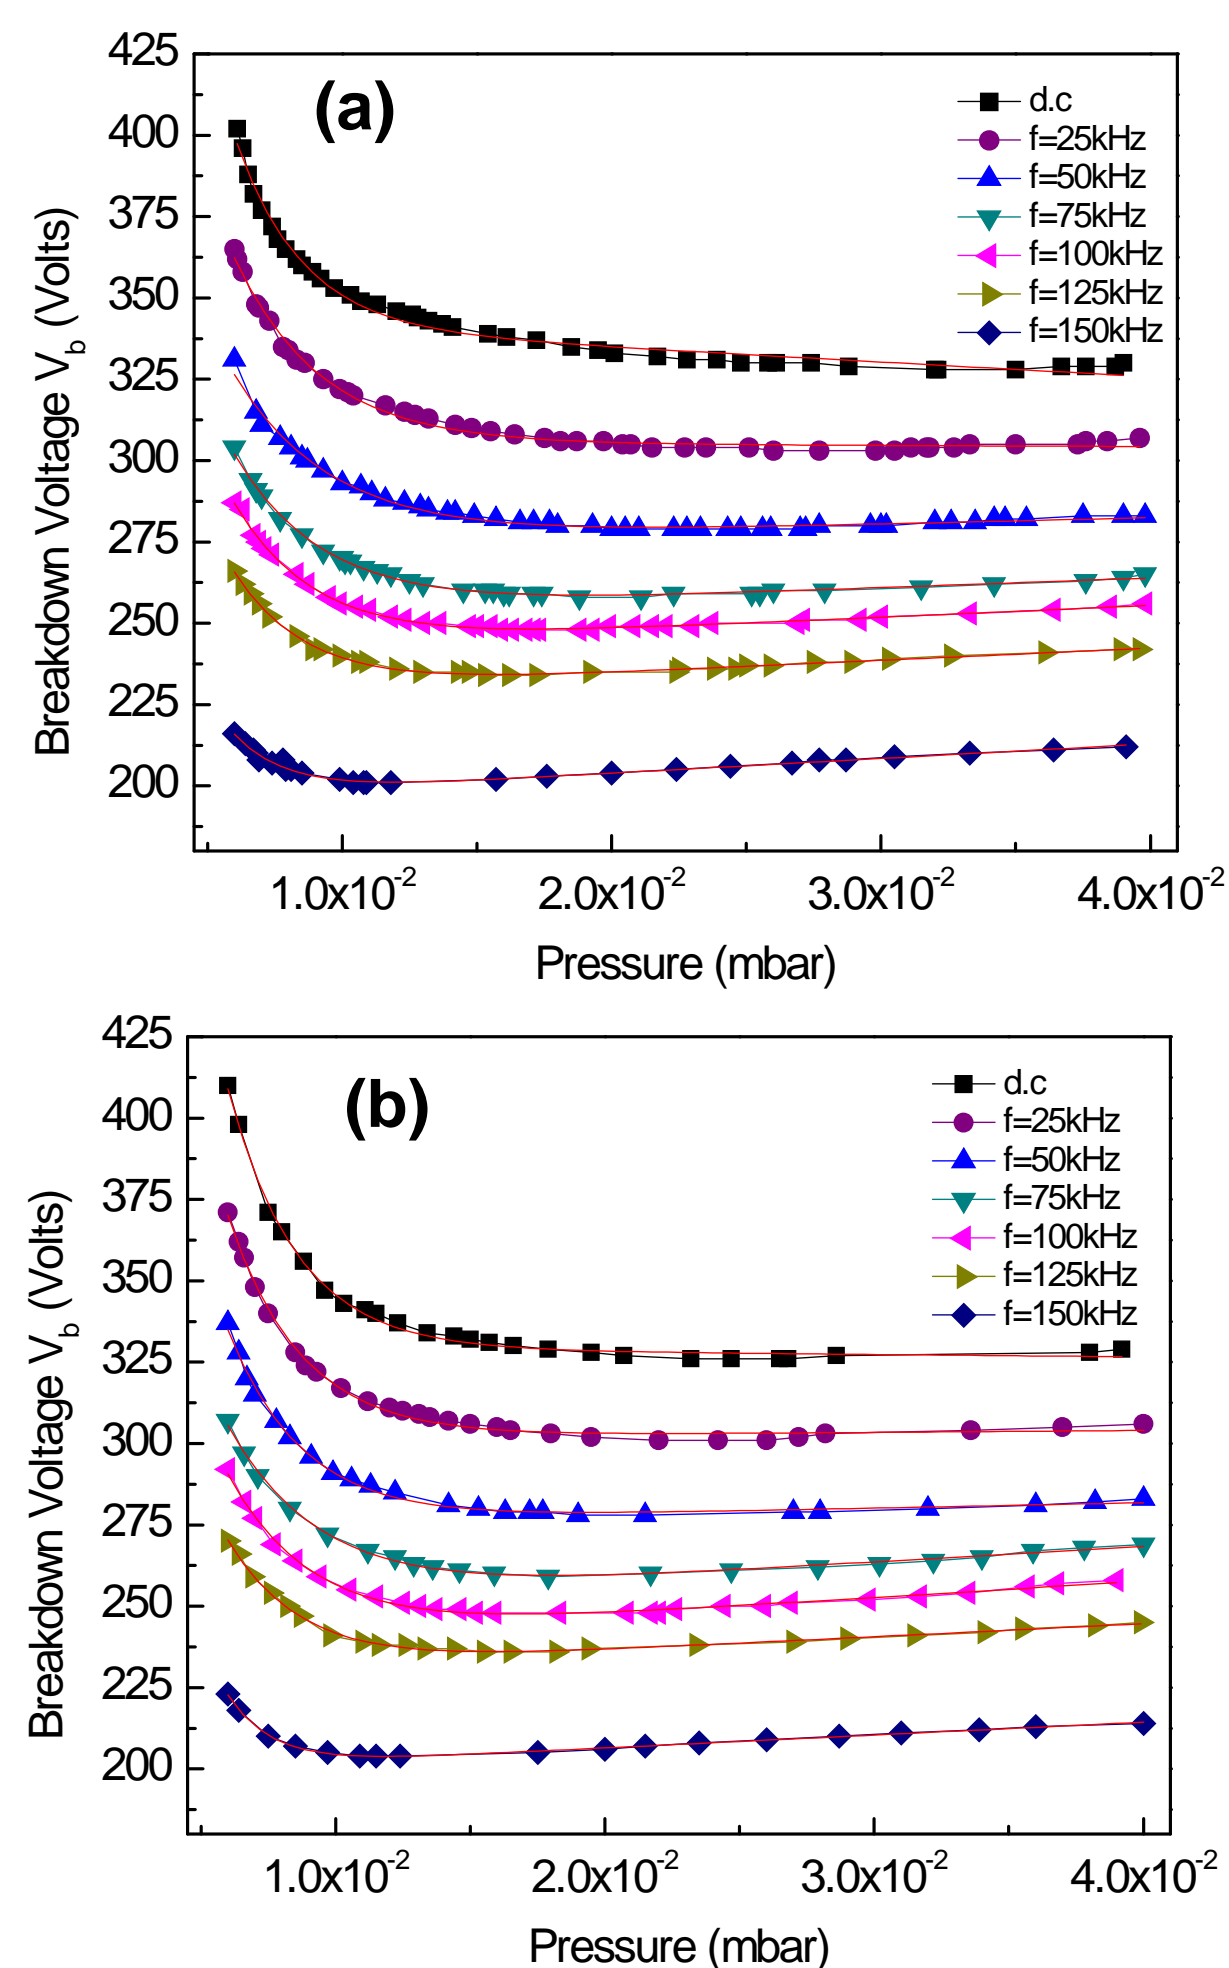 (a)
425
400
375
350
325
300
275
250
225
200
Breakdown Voltage V_b (Volts)
d.c
f=25kHz
f=50kHz
f=75kHz
f=100kHz
f=125kHz
f=150kHz
1.0x10⁻² 2.0x10⁻² 3.0x10⁻² 4.0x10⁻²
Pressure (mbar)
(b)
425
400
375
350
325
300
275
250
225
200
Breakdown Voltage V_b (Volts)
d.c
f=25kHz
f=50kHz
f=75kHz
f=100kHz
f=125kHz
f=150kHz
1.0x10⁻² 2.0x10⁻² 3.0x10⁻² 4.0x10⁻²
Pressure (mbar)